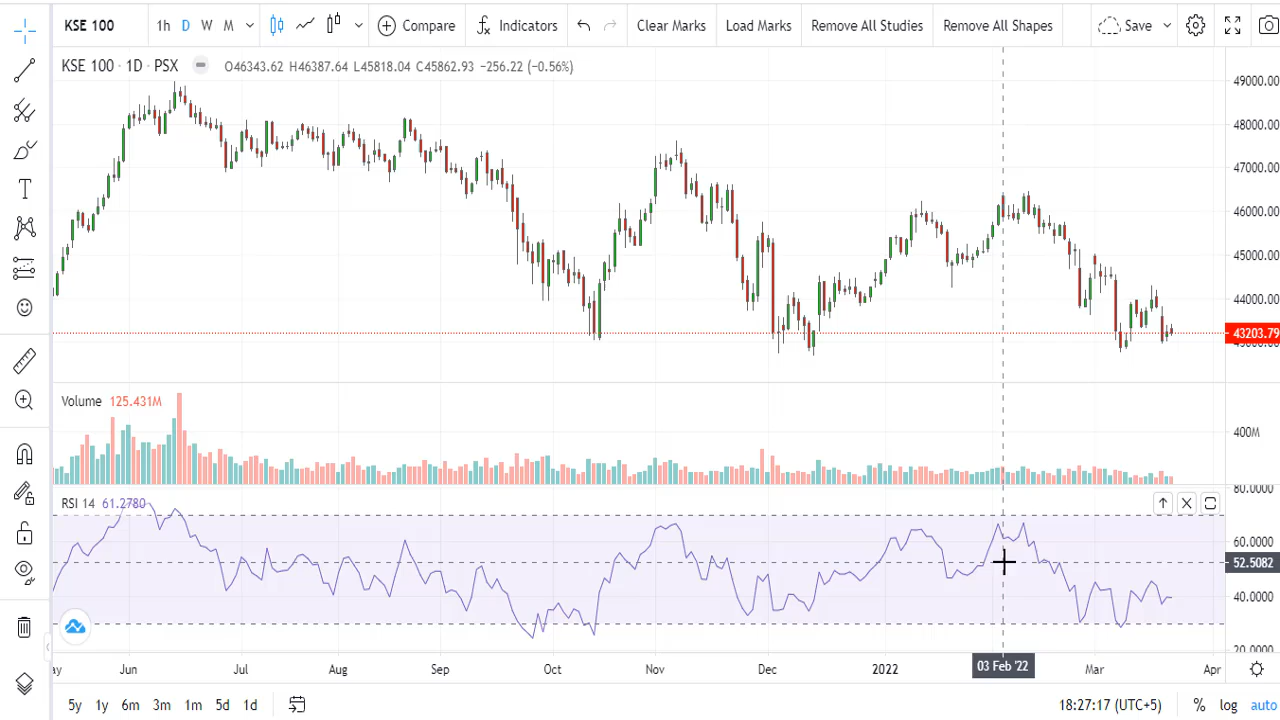 KSE 100 1h D W M Compare Indicators Clear Marks Load Marks Remove All Studies Remove All Shapes Save
KSE 100 · 1D · PSX O46343.62 H46387.64 L45818.04 C45862.93 −256.22 (−0.56%)
49000.00
48000.00
47000.00
46000.00
45000.00
44000.00
43203.79
Volume 125.431M
400M
RSI 14 61.2780
80.0000
60.0000
52.5082
40.0000
20.0000
ay Jun Jul Aug Sep Oct Nov Dec 2022 03 Feb '22 Mar Apr
5y 1y 6m 3m 1m 5d 1d 18:27:17 (UTC+5) % log auto